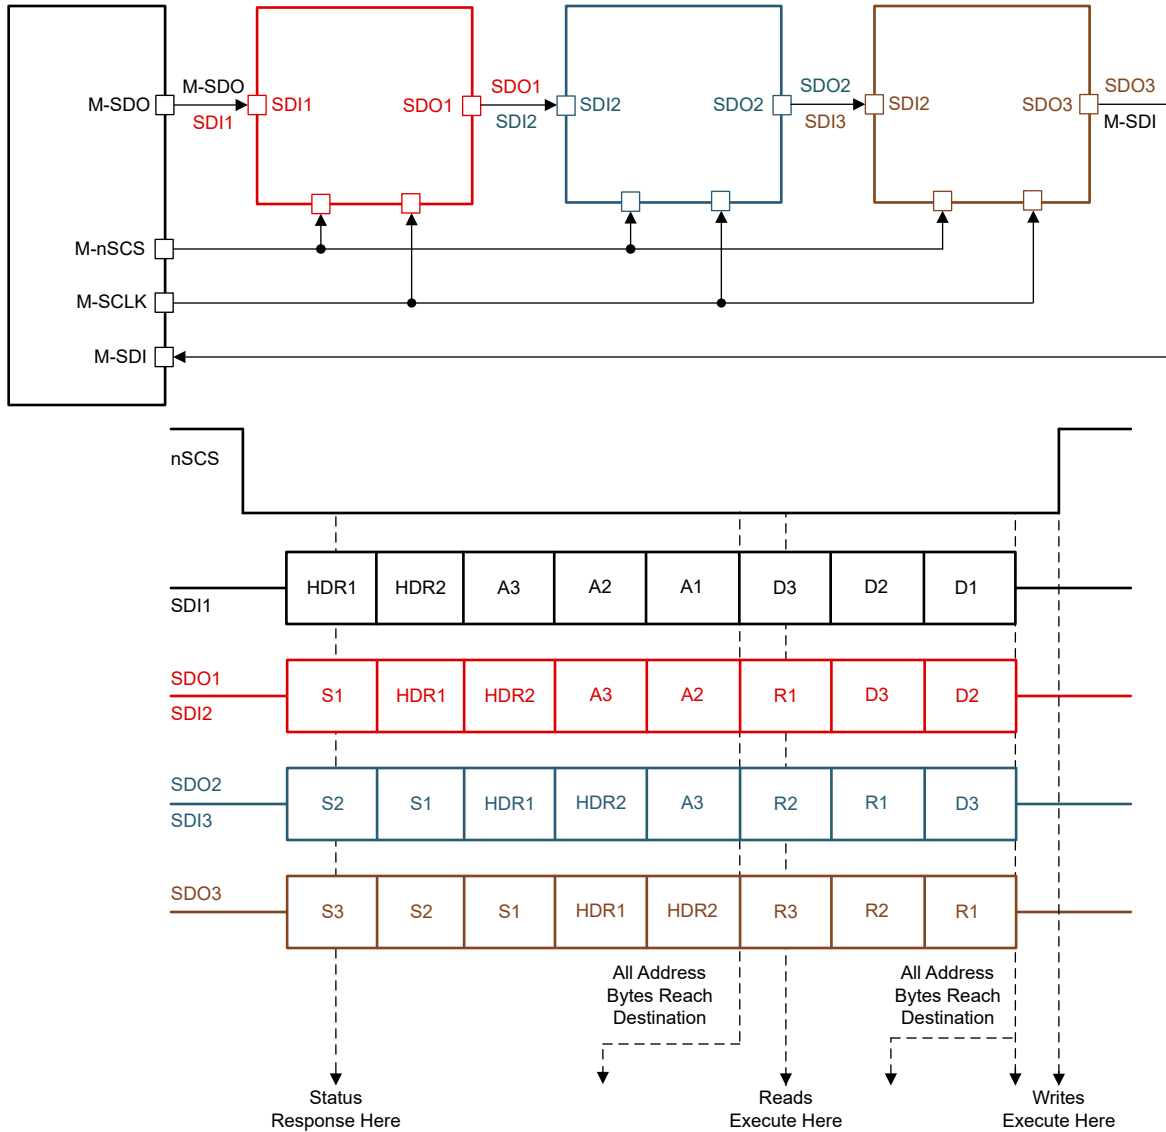 M-SDO
M-SDO
SDI1
SDI1
SDO1
SDO1
SDI2
SDI2
SDO2
SDO2
SDI3
SDI2
SDO3
SDO3
M-SDI
M-nSCS
M-SCLK
M-SDI
nSCS
HDR1 HDR2 A3 A2 A1 D3 D2 D1
SDI1
SDO1
S1 HDR1 HDR2 A3 A2 R1 D3 D2
SDI2
SDO2
S2 S1 HDR1 HDR2 A3 R2 R1 D3
SDI3
SDO3
S3 S2 S1 HDR1 HDR2 R3 R2 R1
All Address
Bytes Reach
Destination
All Address
Bytes Reach
Destination
Status
Response Here
Reads
Execute Here
Writes
Execute Here